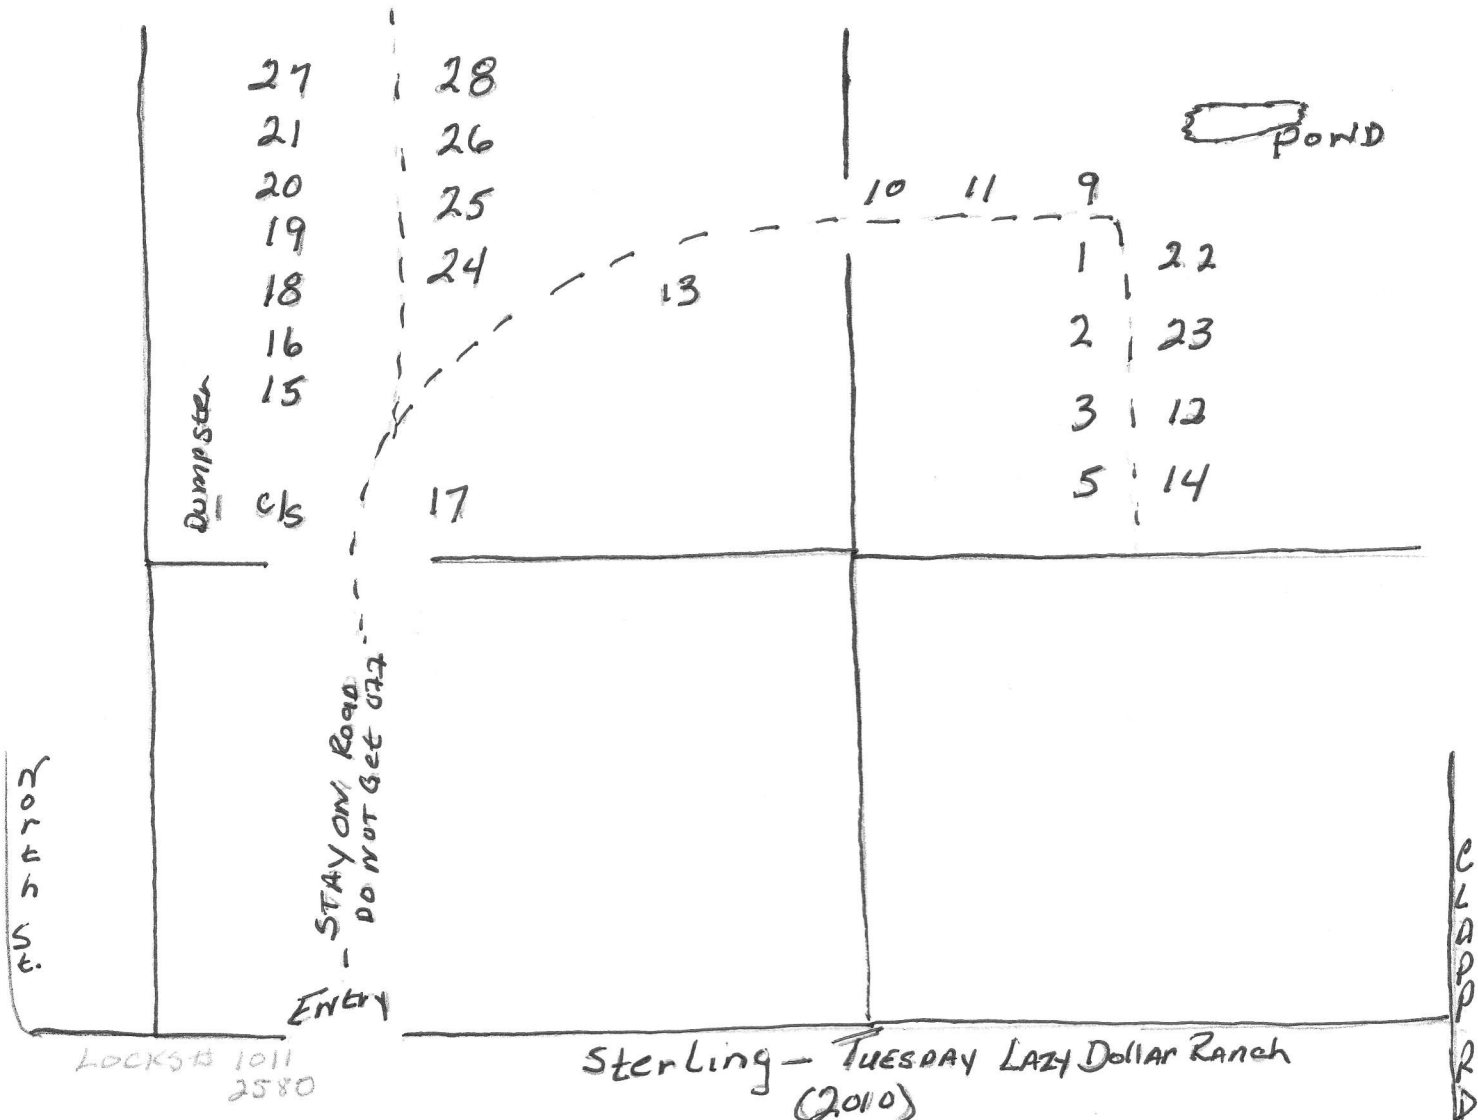 27 28
21 26
20 25
19
18 24
16
15
Dumpster
c/s 17
13
10 11 9
POND
1 22
2 23
3 12
5 14
STAY ON ROAD
DO NOT Get OFF
Entry
North St.
CLAPP RD
LOCKS# 1011
2580
Sterling - TUESDAY LAZY Dollar Ranch
(2010)